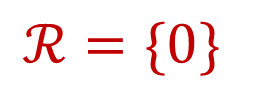 ℛ = {0}